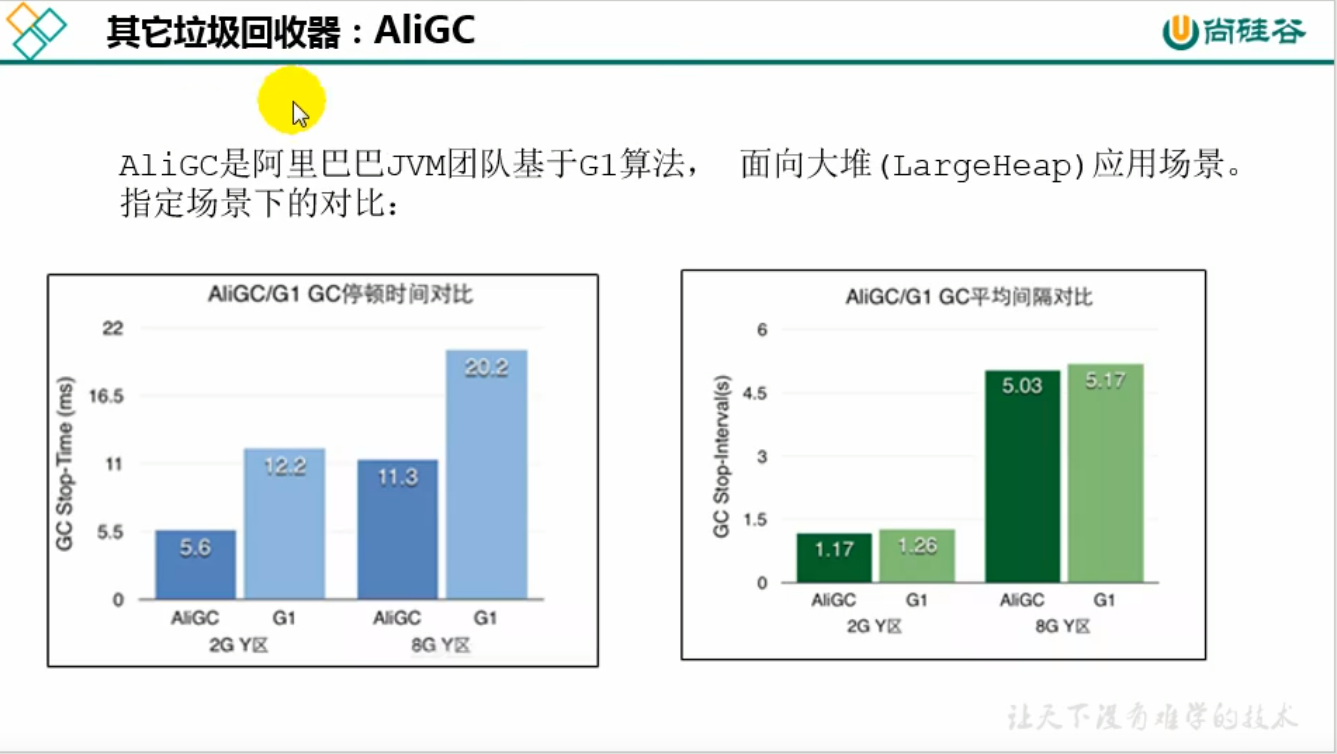 其它垃圾回收器：AliGC
尚硅谷
AliGC是阿里巴巴JVM团队基于G1算法， 面向大堆(LargeHeap)应用场景。
指定场景下的对比：
AliGC/G1 GC停顿时间对比
GC Stop-Time (ms)
22
16.5
11
5.5
0
5.6
12.2
11.3
20.2
AliGC
G1
AliGC
G1
2G Y区
8G Y区
AliGC/G1 GC平均间隔对比
GC Stop-Interval(s)
6
4.5
3
1.5
0
1.17
1.26
5.03
5.17
AliGC
G1
AliGC
G1
2G Y区
8G Y区
让天下没有难学的技术